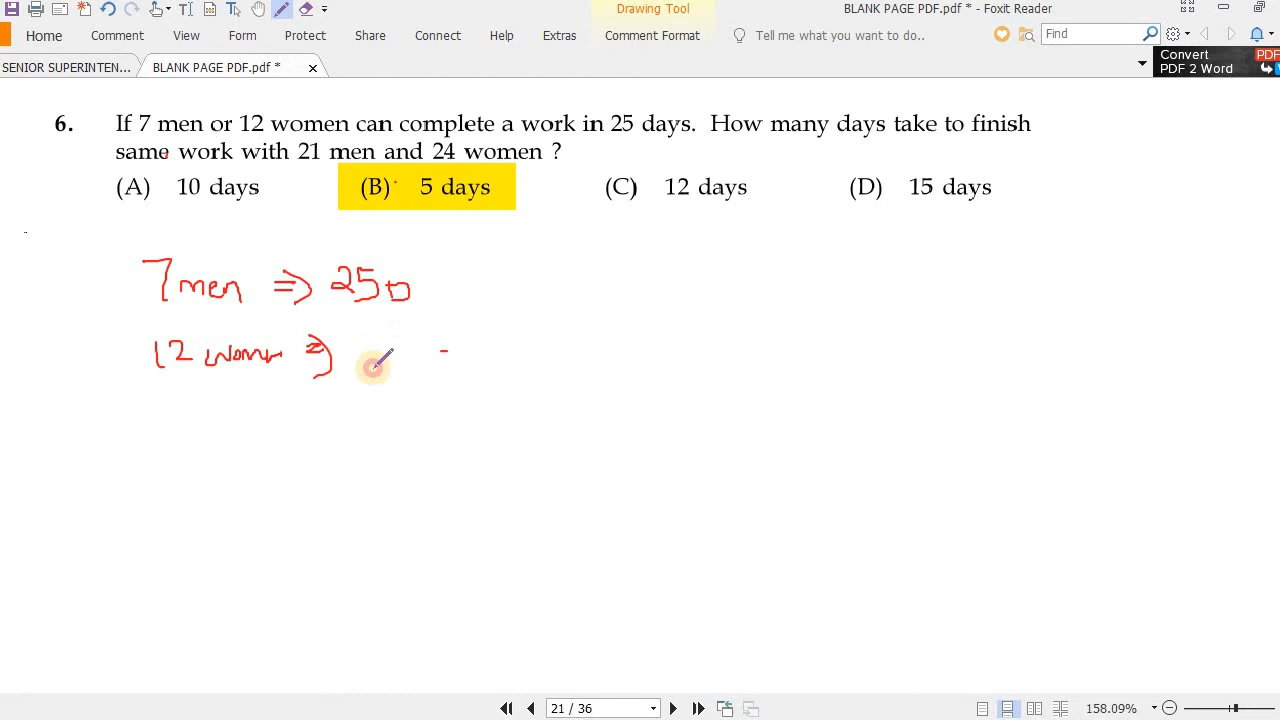 Drawing Tool
BLANK PAGE PDF.pdf * - Foxit Reader
Home Comment View Form Protect Share Connect Help Extras Comment Format Tell me what you want to do.. Find
SENIOR SUPERINTEN... BLANK PAGE PDF.pdf *
Convert
PDF 2 Word
PDF
6. If 7 men or 12 women can complete a work in 25 days. How many days take to finish
same work with 21 men and 24 women ?
(A) 10 days (B) 5 days (C) 12 days (D) 15 days
7 men ⇒ 25 D
12 women ⇒
21 / 36
158.09%